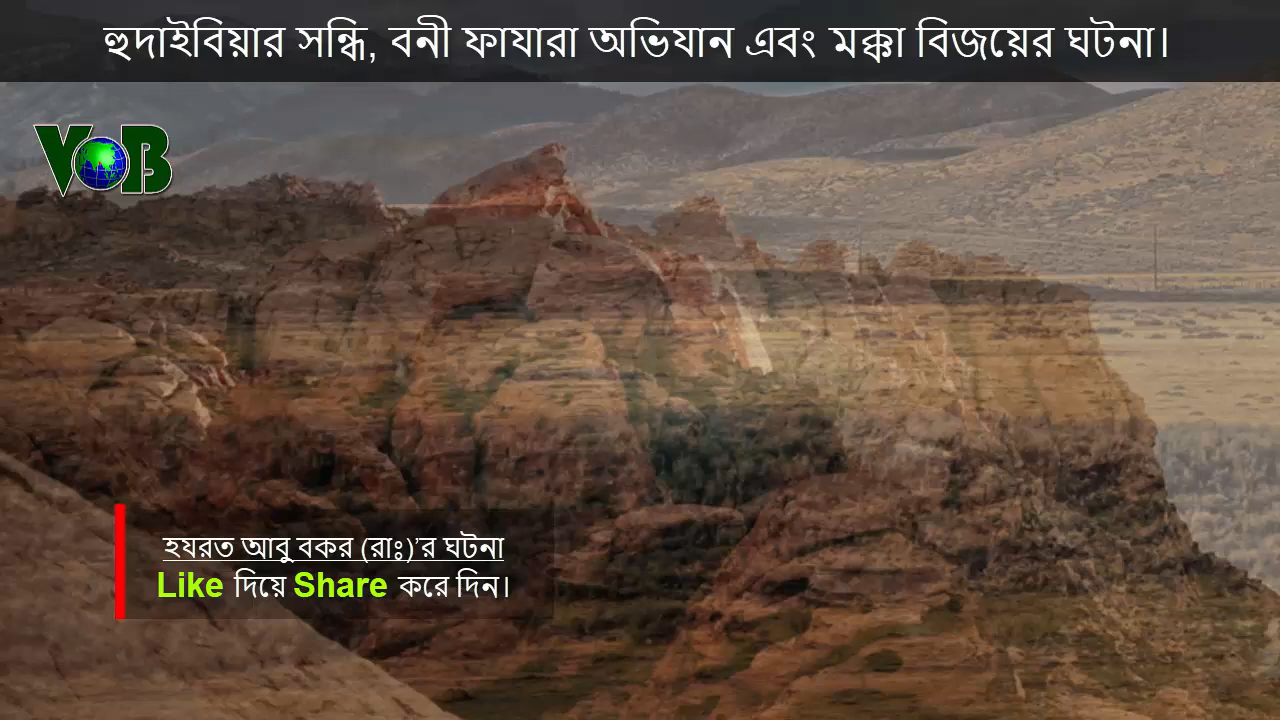 হুদাইবিয়ার সন্ধি, বনী ফাযারা অভিযান এবং মক্কা বিজয়ের ঘটনা।
VOB
হযরত আবু বকর (রাঃ)’র ঘটনা
Like দিয়ে Share করে দিন।